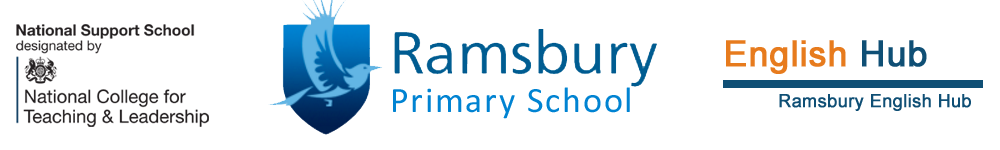 National Support School
designated by
National College for
Teaching & Leadership
Ramsbury
Primary School
English Hub
Ramsbury English Hub